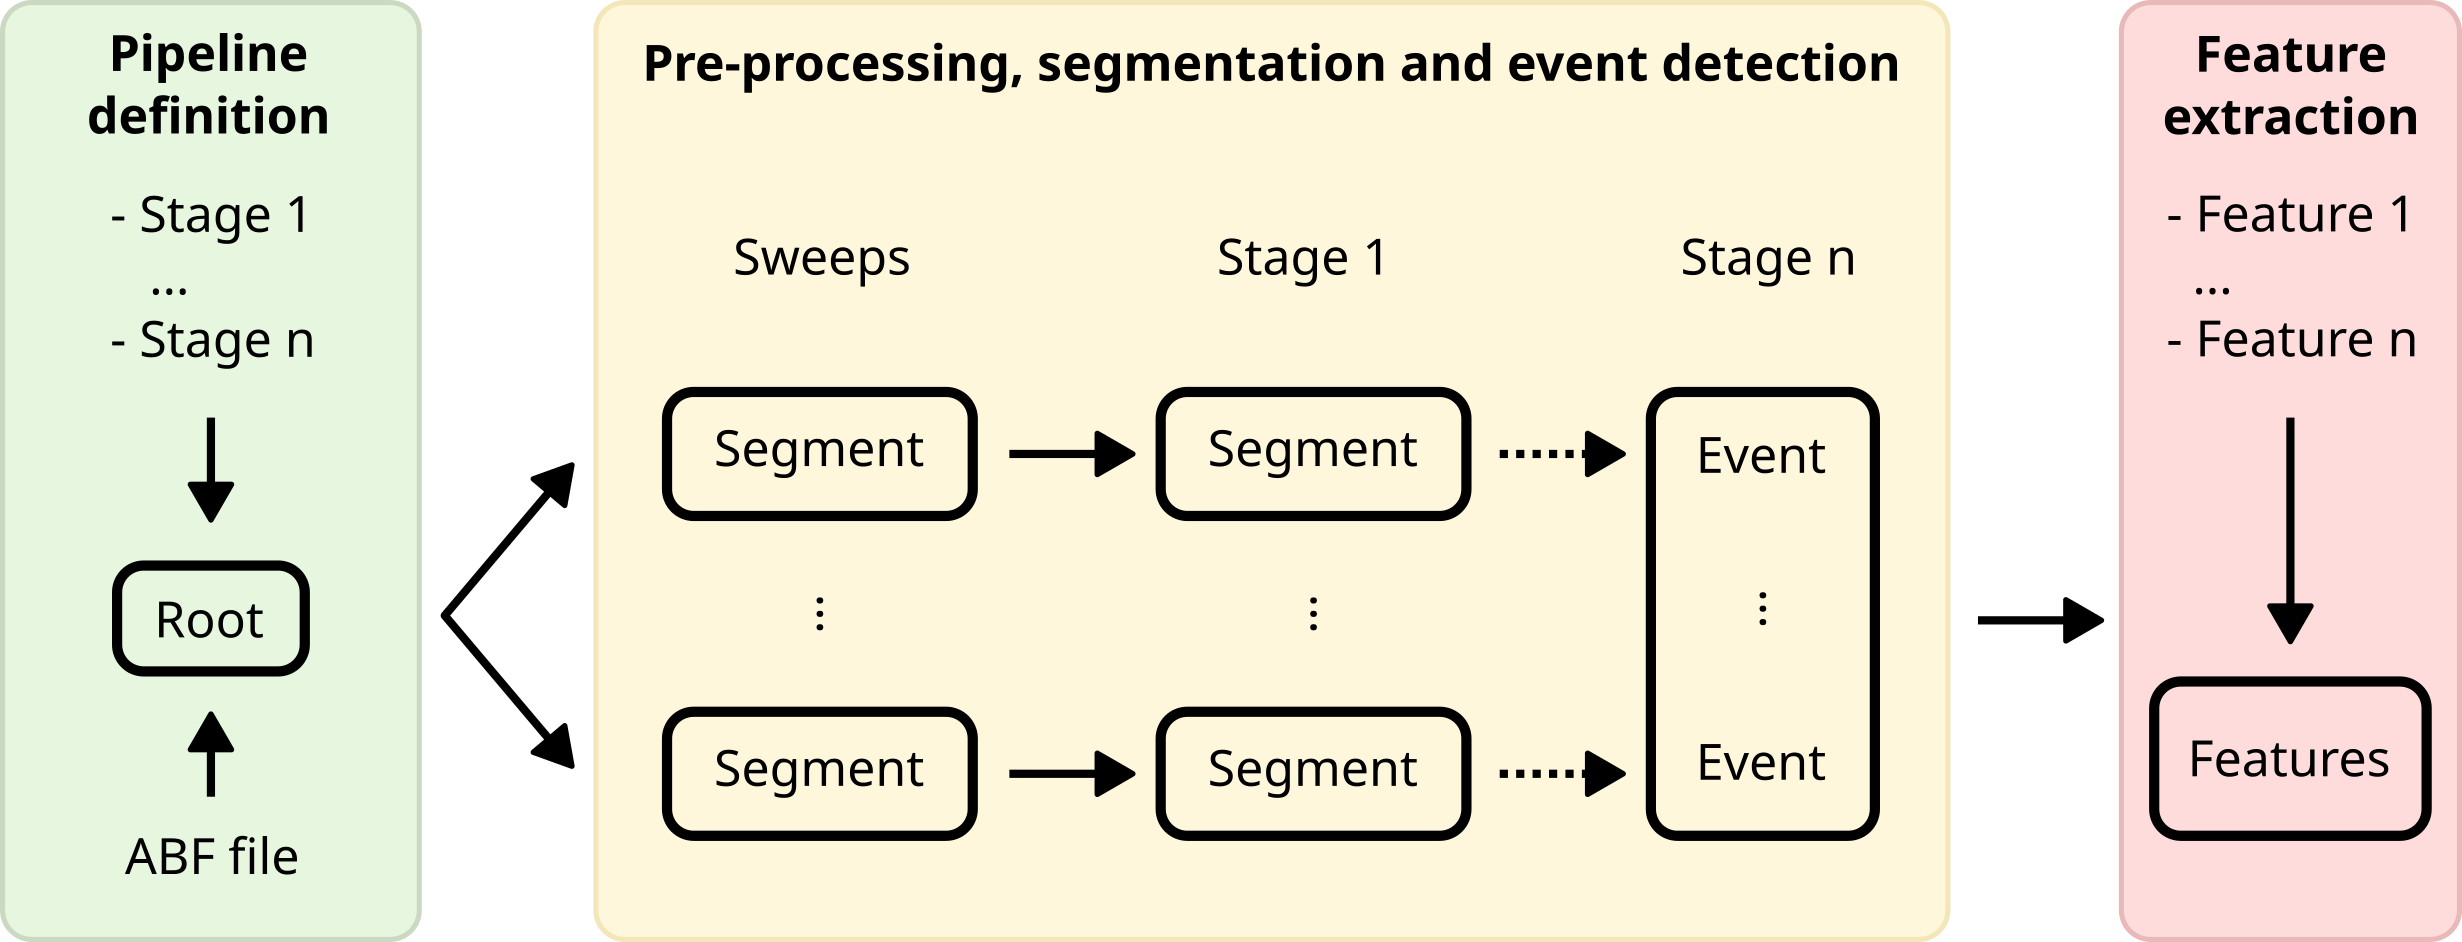 Pipeline
definition
- Stage 1
...
- Stage n
Root
ABF file
Pre-processing, segmentation and event detection
Sweeps
Stage 1
Stage n
Segment
Segment
Event
...
...
...
Segment
Segment
Event
Feature
extraction
- Feature 1
...
- Feature n
Features